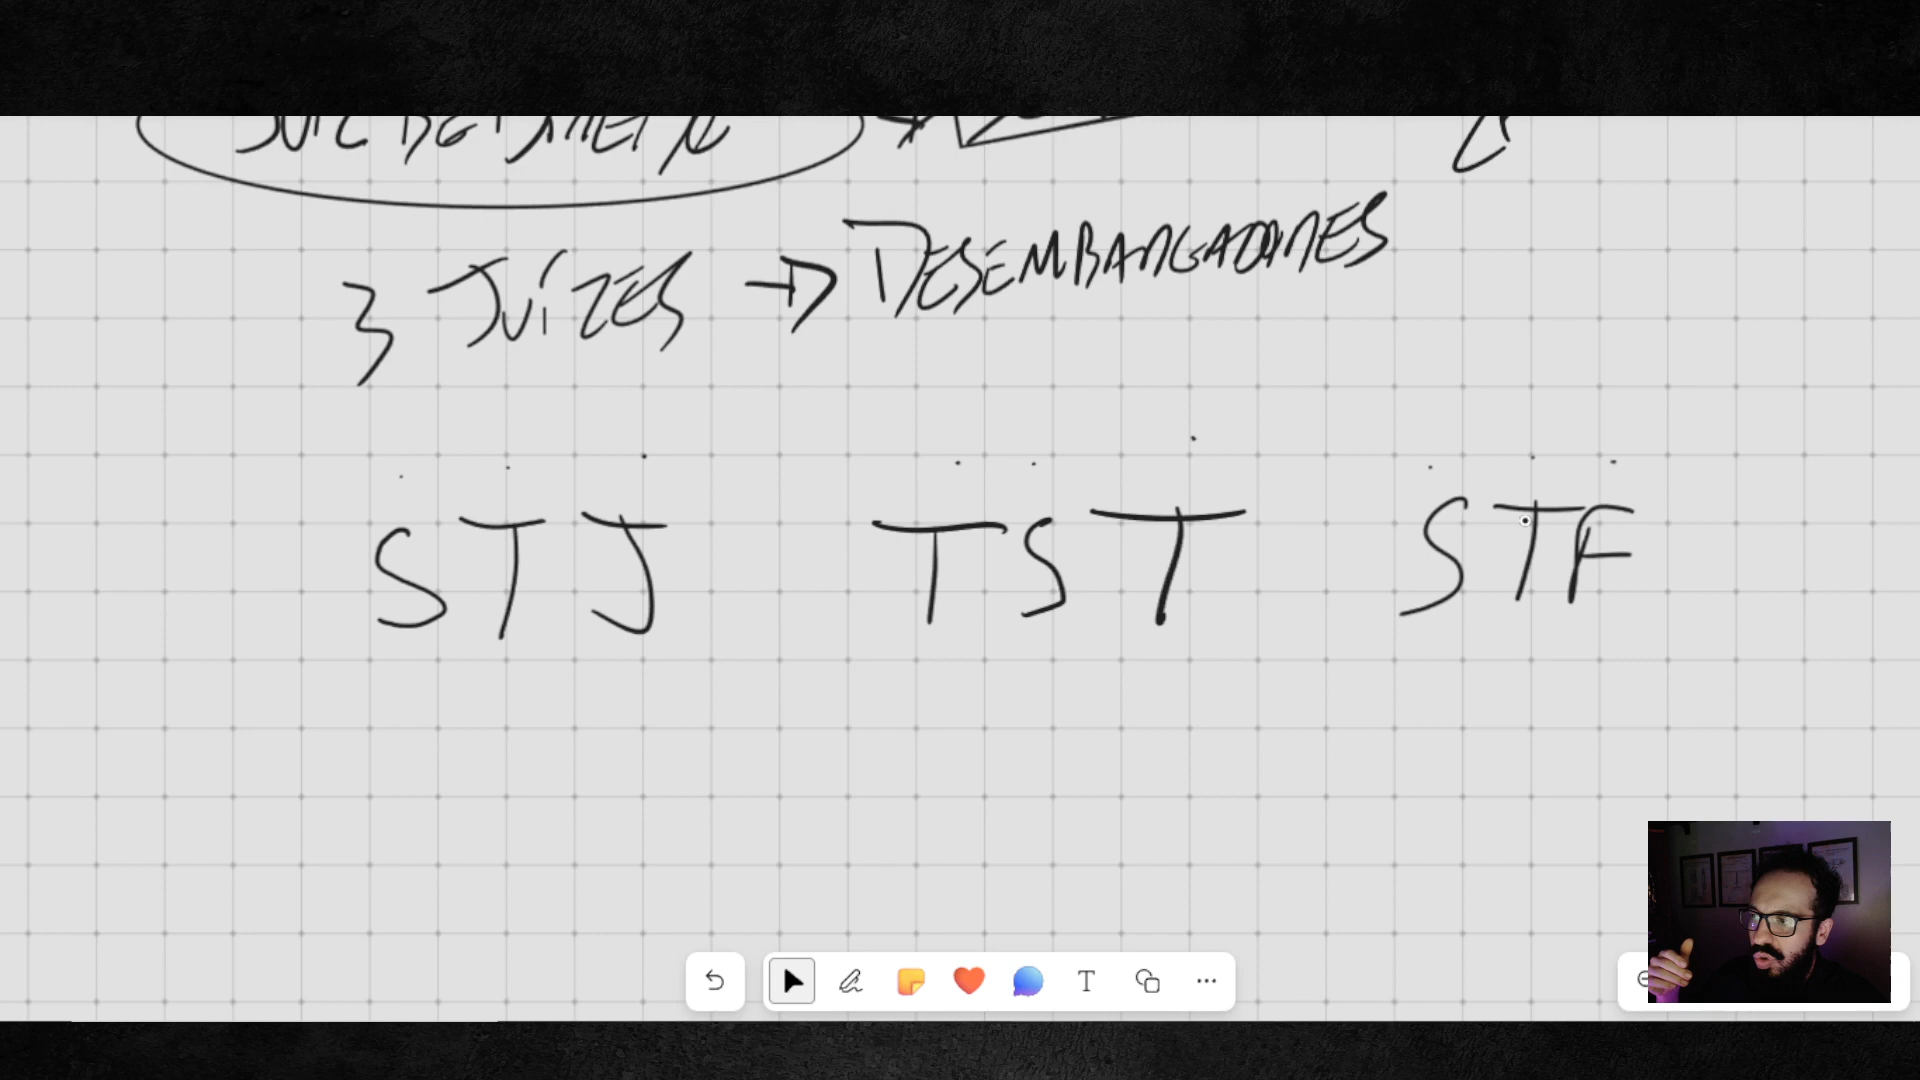 3 JUÍZES → DESEMBARGADORES
STJ TST STF
T